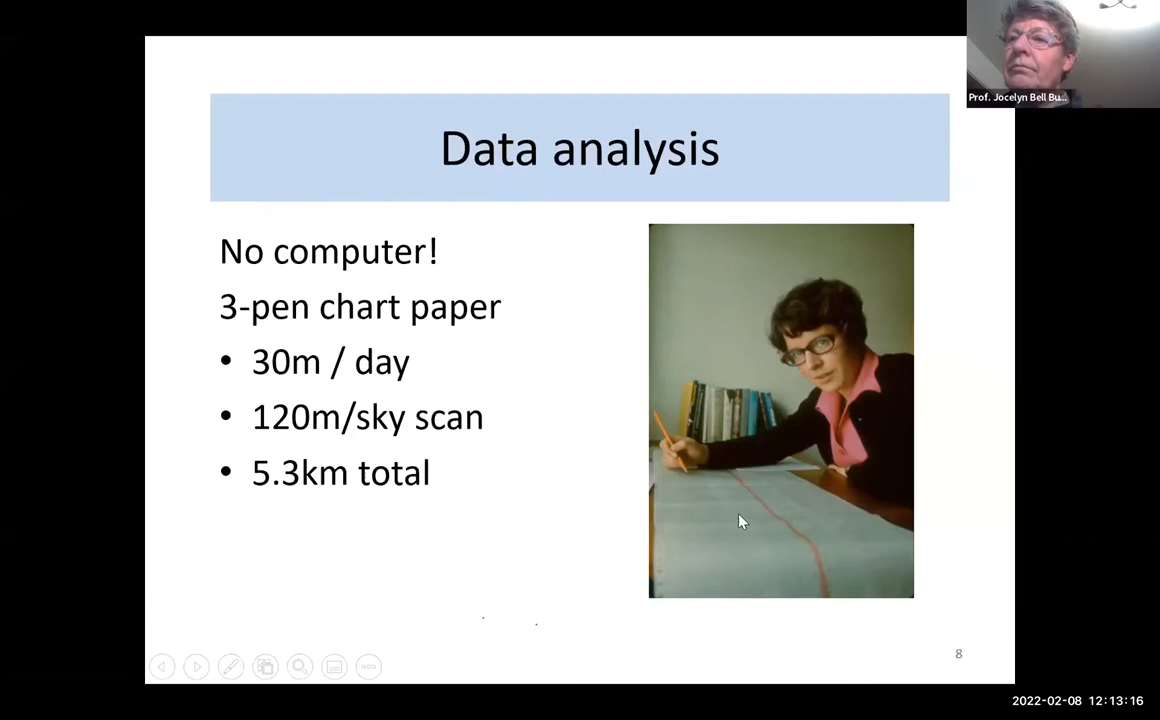 Prof. Jocelyn Bell Bu...
Data analysis
No computer!
3-pen chart paper
• 30m / day
• 120m/sky scan
• 5.3km total
8
2022-02-08 12:13:16